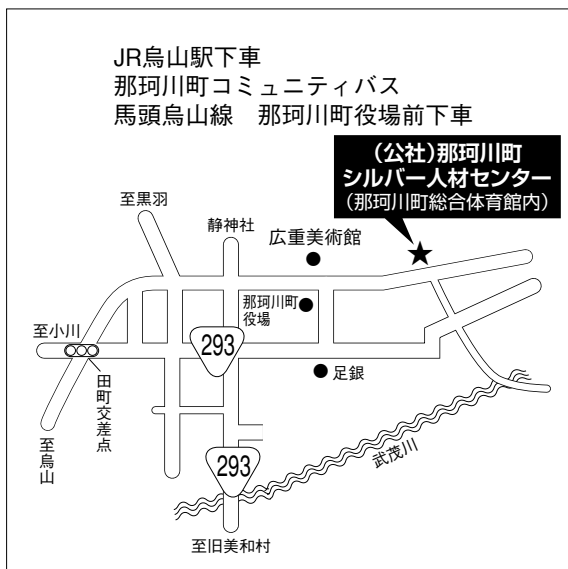 JR烏山駅下車
那珂川町コミュニティバス
馬頭烏山線　那珂川町役場前下車
(公社)那珂川町
シルバー人材センター
(那珂川町総合体育館内)
至黒羽
静神社
広重美術館
那珂川町
役場
至小川
293
足銀
田町交差点
至烏山
293
武茂川
至旧美和村